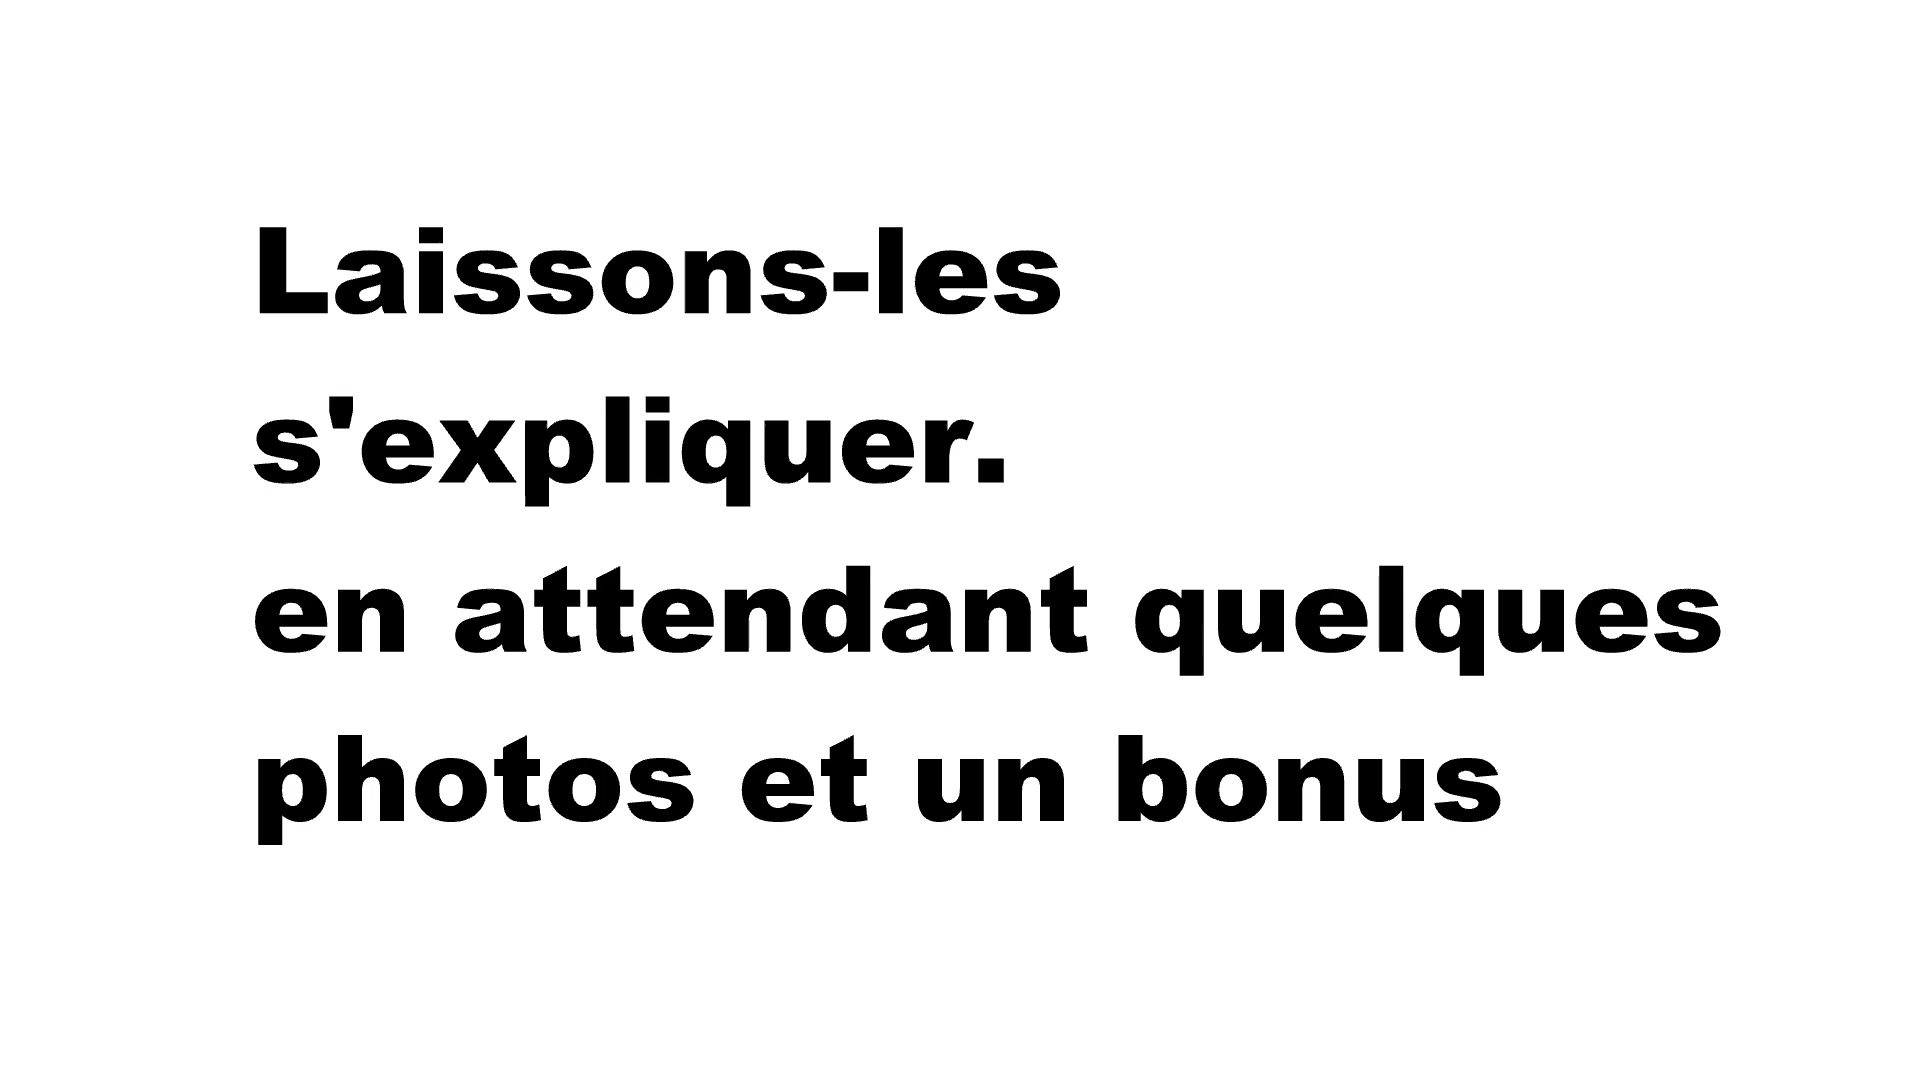 Laissons-les
s'expliquer.
en attendant quelques
photos et un bonus